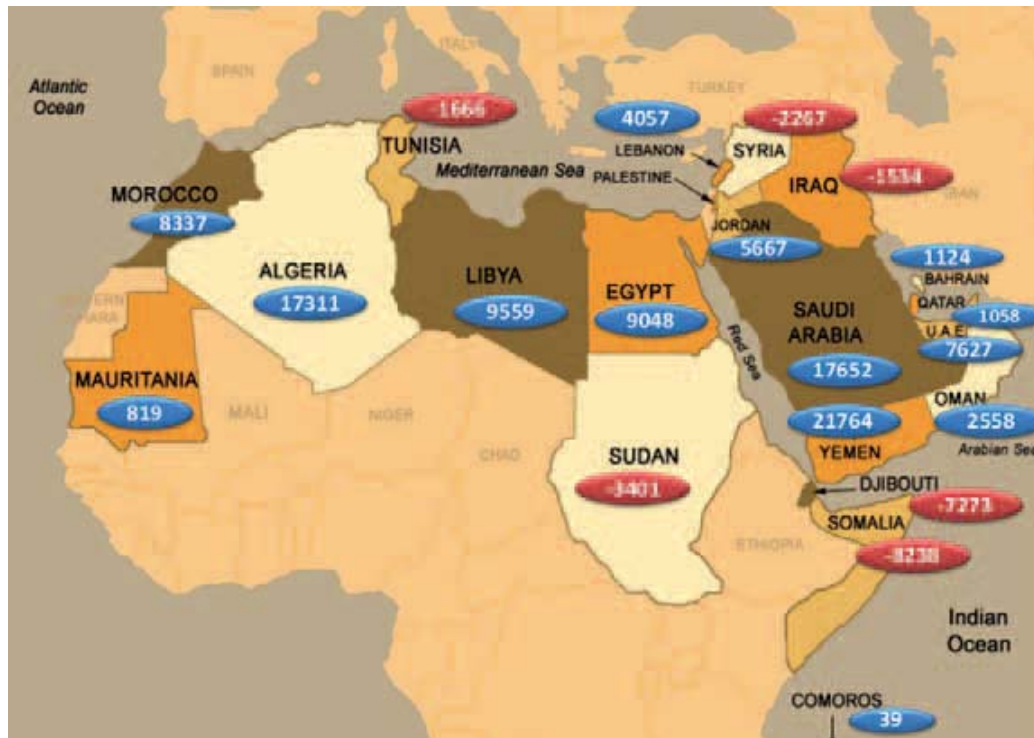 SPAIN
ITALY
TURKEY
Atlantic
Ocean
-1666
4057
-2267
TUNISIA
LEBANON
SYRIA
Mediterranean Sea
PALESTINE
IRAQ
-1534
IRAN
MOROCCO
8337
JORDAN
5667
1124
BAHRAIN
ALGERIA
17311
LIBYA
9559
EGYPT
9048
SAUDI
ARABIA
17652
QATAR
1058
U.A.E
7627
Red Sea
MAURITANIA
819
MALI
NIGER
CHAD
OMAN
2558
21764
YEMEN
Arabian Sea
SUDAN
-3401
DJIBOUTI
-7273
SOMALIA
ETHIOPIA
-8238
Indian
Ocean
COMOROS
39